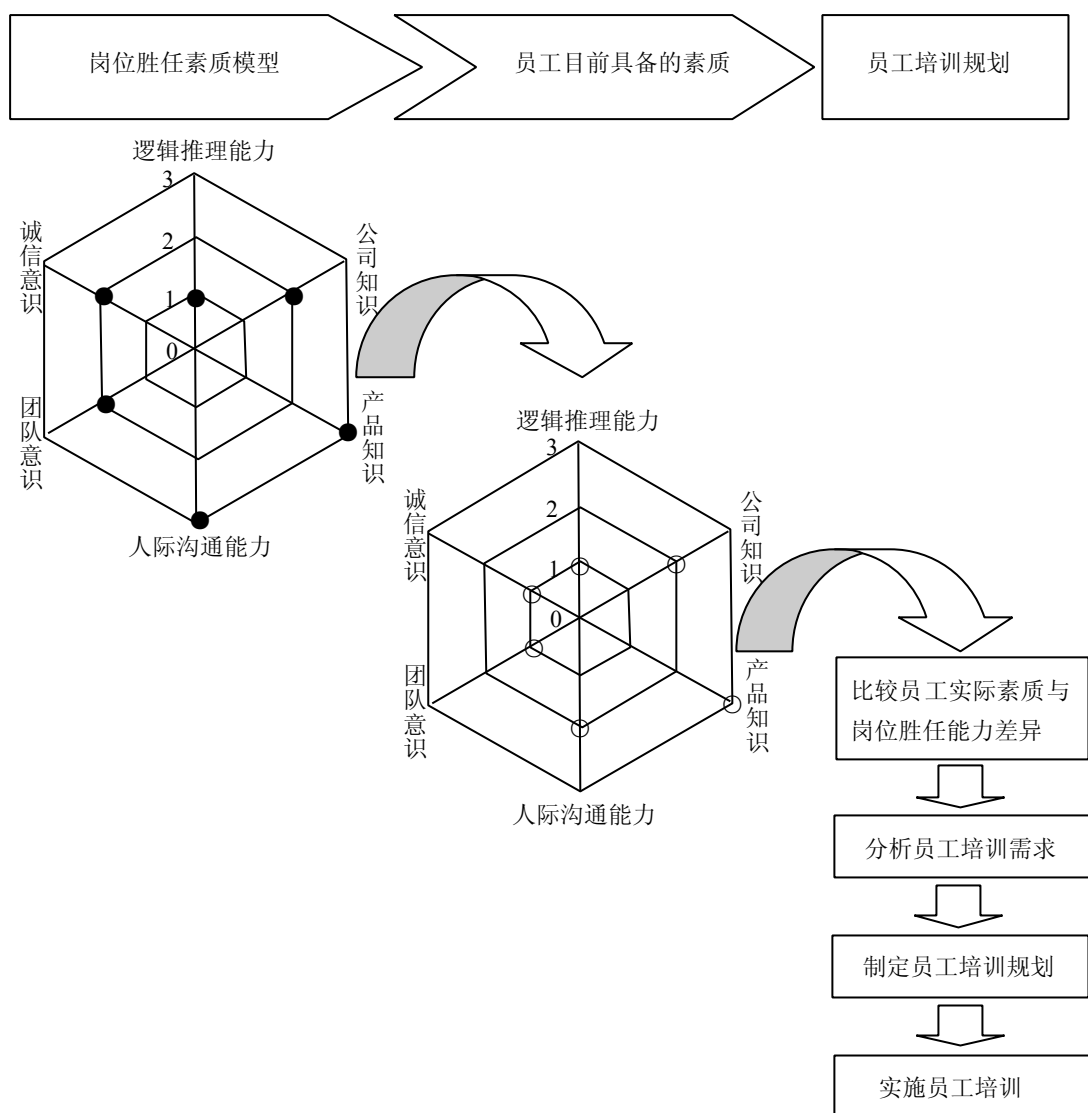 岗位胜任素质模型
员工目前具备的素质
员工培训规划
逻辑推理能力
3
2
1
0
诚信意识
公司知识
团队意识
产品知识
人际沟通能力
逻辑推理能力
3
2
1
0
诚信意识
公司知识
团队意识
产品知识
人际沟通能力
比较员工实际素质与
岗位胜任能力差异
分析员工培训需求
制定员工培训规划
实施员工培训